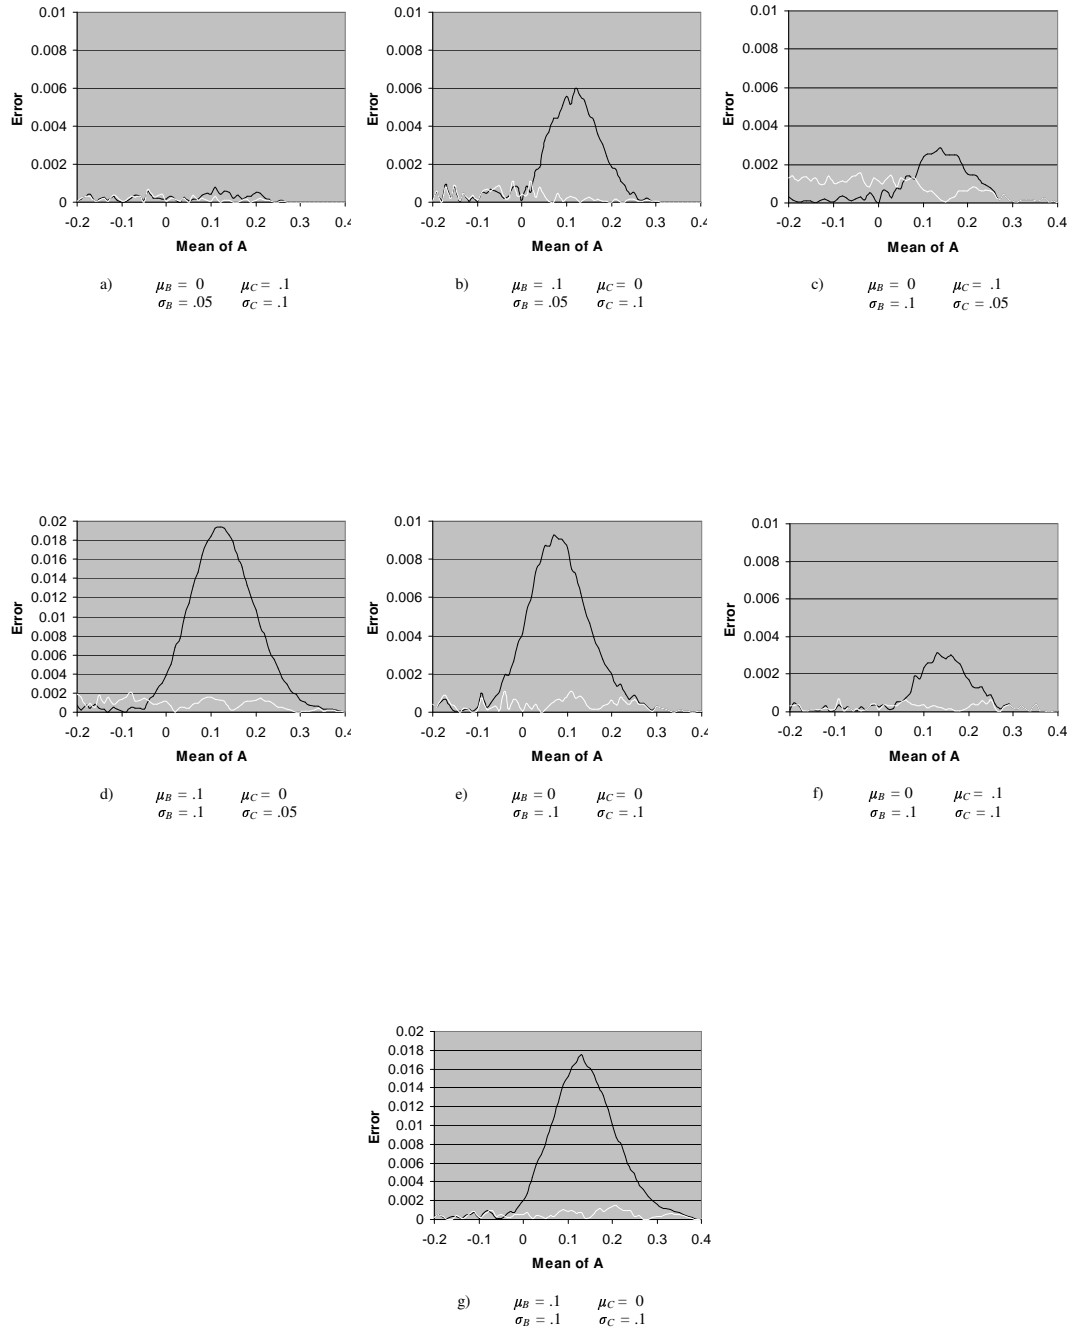 0.01
0.008
0.006
0.004
0.002
0
Error
-0.2 -0.1 0 0.1 0.2 0.3 0.4
Mean of A
a) μB = 0 μC = .1
σB = .05 σC = .1
0.01
0.008
0.006
0.004
0.002
0
Error
-0.2 -0.1 0 0.1 0.2 0.3 0.4
Mean of A
b) μB = .1 μC = 0
σB = .05 σC = .1
0.01
0.008
0.006
0.004
0.002
0
Error
-0.2 -0.1 0 0.1 0.2 0.3 0.4
Mean of A
c) μB = 0 μC = .1
σB = .1 σC = .05
0.02
0.018
0.016
0.014
0.012
0.01
0.008
0.006
0.004
0.002
0
Error
-0.2 -0.1 0 0.1 0.2 0.3 0.4
Mean of A
d) μB = .1 μC = 0
σB = .1 σC = .05
0.01
0.008
0.006
0.004
0.002
0
Error
-0.2 -0.1 0 0.1 0.2 0.3 0.4
Mean of A
e) μB = 0 μC = 0
σB = .1 σC = .1
0.01
0.008
0.006
0.004
0.002
0
Error
-0.2 -0.1 0 0.1 0.2 0.3 0.4
Mean of A
f) μB = 0 μC = .1
σB = .1 σC = .1
0.02
0.018
0.016
0.014
0.012
0.01
0.008
0.006
0.004
0.002
0
Error
-0.2 -0.1 0 0.1 0.2 0.3 0.4
Mean of A
g) μB = .1 μC = 0
σB = .1 σC = .1